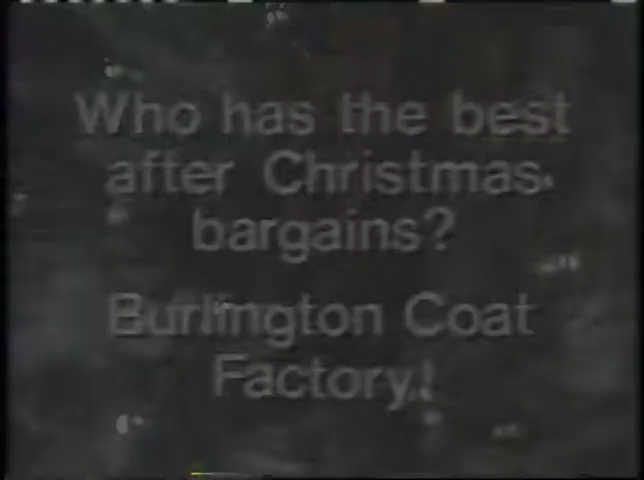 Who has the best
after Christmas
bargains?
Burlington Coat
Factory!